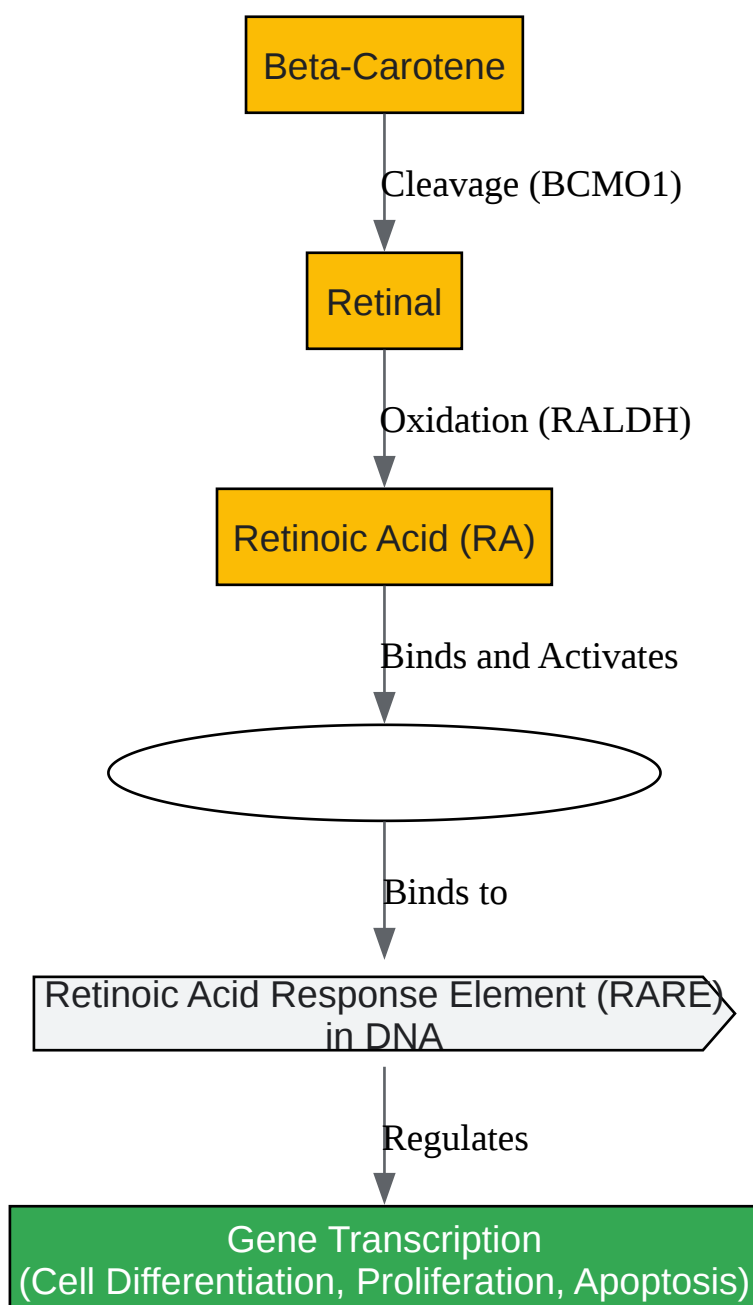 Beta-Carotene
Cleavage (BCMO1)
Retinal
Oxidation (RALDH)
Retinoic Acid (RA)
Binds and Activates
Binds to
Retinoic Acid Response Element (RARE)
in DNA
Regulates
Gene Transcription
(Cell Differentiation, Proliferation, Apoptosis)